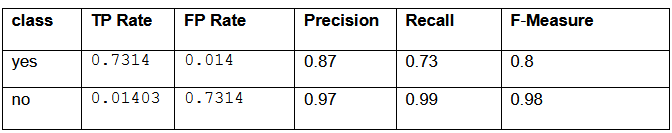 class TP Rate FP Rate Precision Recall F-Measure
yes 0.7314 0.014 0.87 0.73 0.8
no 0.01403 0.7314 0.97 0.99 0.98